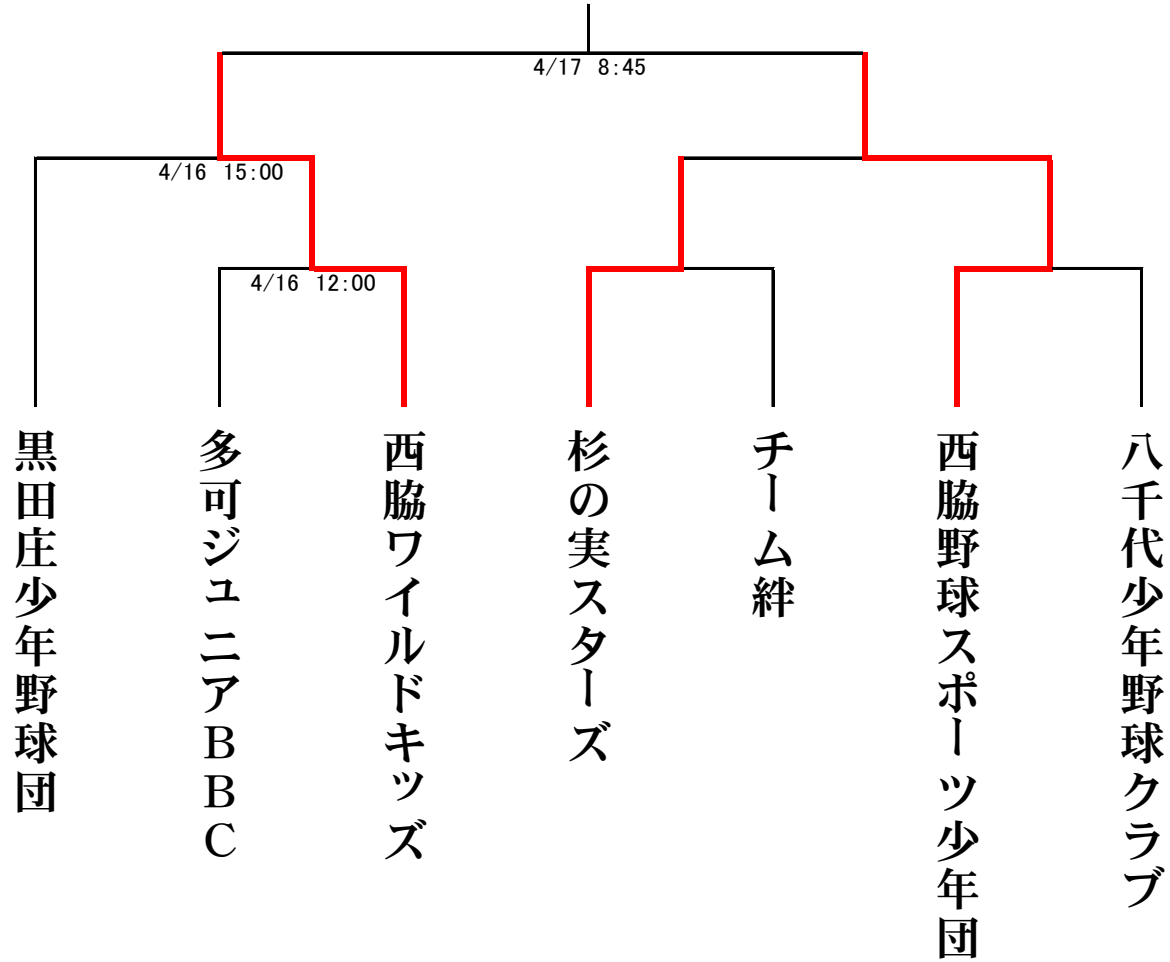 4/17 8:45
4/16 15:00
4/16 12:00
黒田庄少年野球団
多可ジュニアＢＢＣ
西脇ワイルドキッズ
杉の実スターズ
チーム絆
西脇野球スポーツ少年団
八千代少年野球クラブ